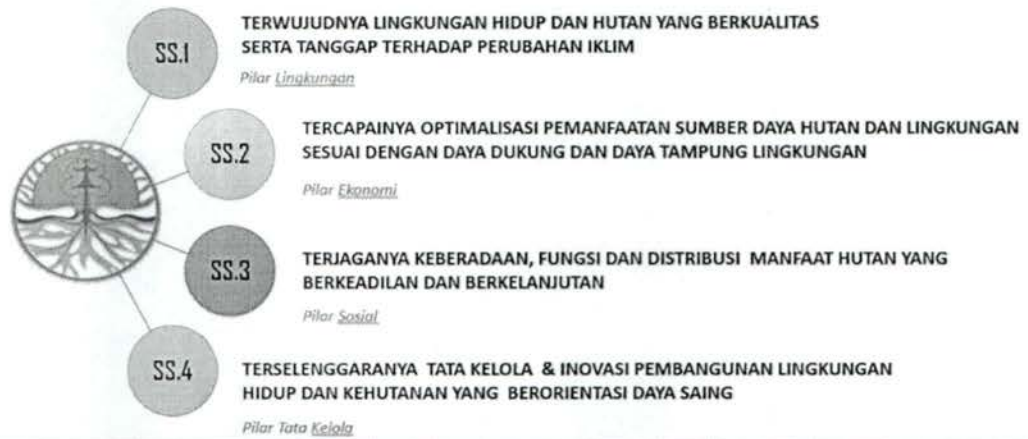 SS.1
TERWUJUDNYA LINGKUNGAN HIDUP DAN HUTAN YANG BERKUALITAS
SERTA TANGGAP TERHADAP PERUBAHAN IKLIM
Pilar Lingkungan
SS.2
TERCAPAINYA OPTIMALISASI PEMANFAATAN SUMBER DAYA HUTAN DAN LINGKUNGAN
SESUAI DENGAN DAYA DUKUNG DAN DAYA TAMPUNG LINGKUNGAN
Pilar Ekonomi
SS.3
TERJAGANYA KEBERADAAN, FUNGSI DAN DISTRIBUSI MANFAAT HUTAN YANG
BERKEADILAN DAN BERKELANJUTAN
Pilar Sosial
SS.4
TERSELENGGARANYA TATA KELOLA & INOVASI PEMBANGUNAN LINGKUNGAN
HIDUP DAN KEHUTANAN YANG BERORIENTASI DAYA SAING
Pilar Tata Kelola